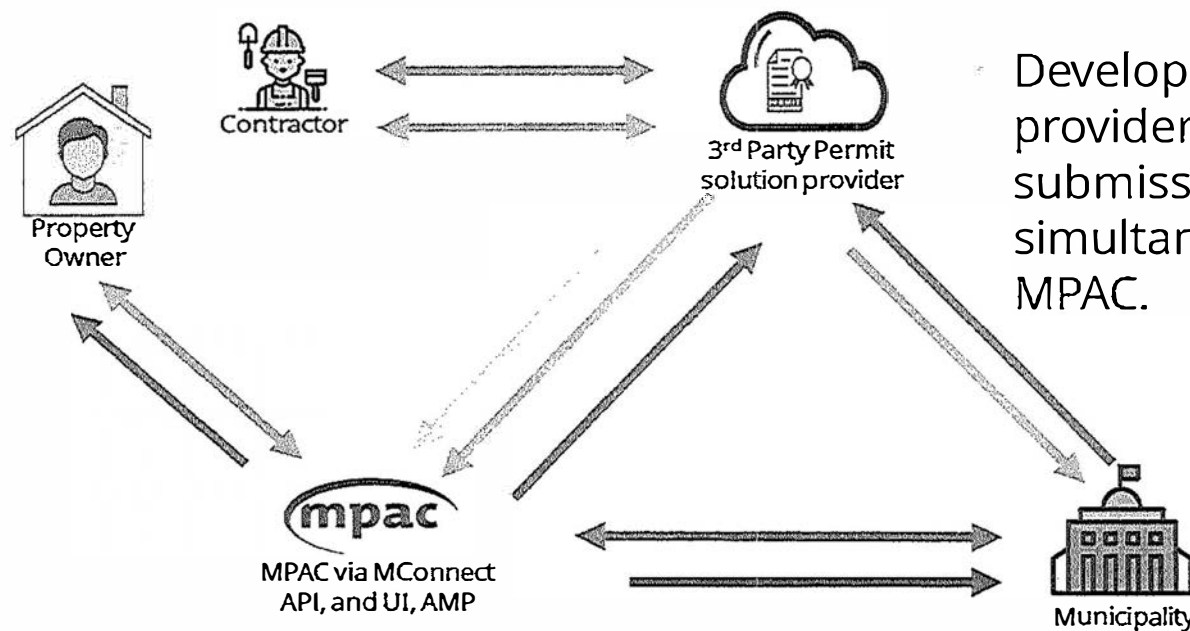 Contractor
3rd Party Permit
solution provider
Property
Owner
Develop
provider
submiss
simultan
MPAC.
mpac
MPAC via MConnect
API, and UI, AMP
Municipality